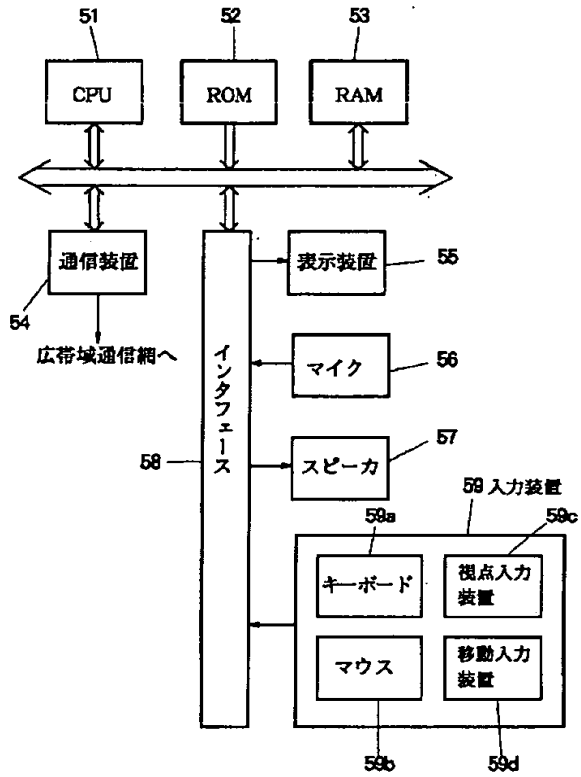 51
52
53
CPU
ROM
RAM
通信装置
54
広帯域通信網へ
表示装置
55
マイク
56
スピーカ
57
インタフェース
58
59 入力装置
59a
59c
キーボード
視点入力
装置
マウス
移動入力
装置
59b
59d